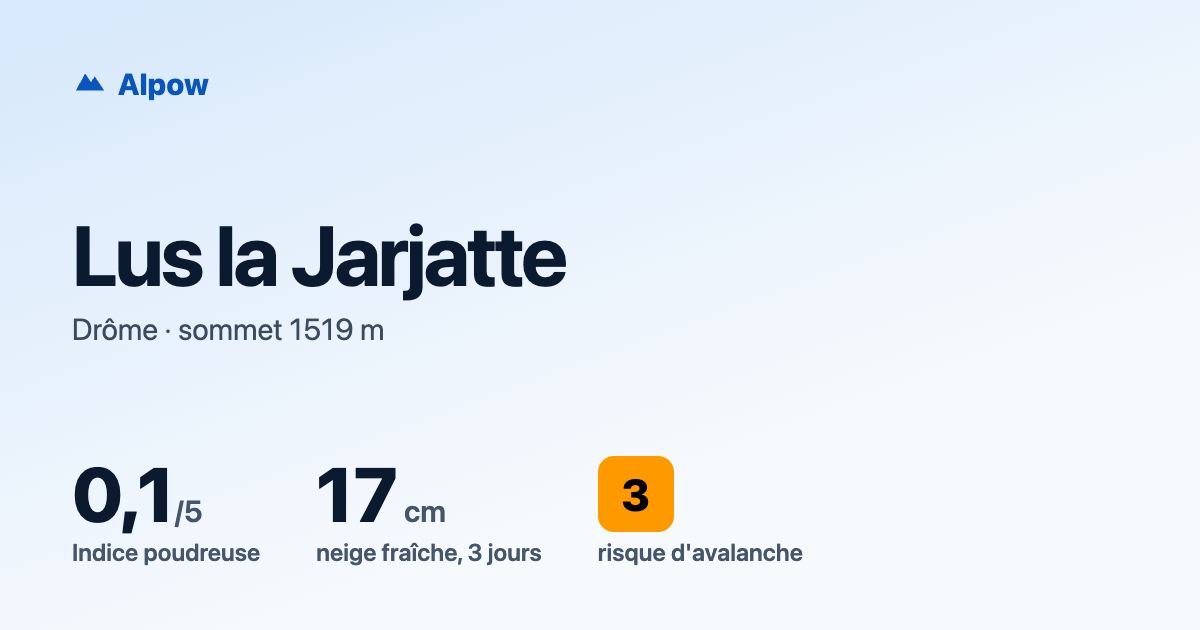 Alpow
Lus la Jarjatte
Drôme · sommet 1519 m
0,1/5
Indice poudreuse
17 cm
neige fraîche, 3 jours
3
risque d'avalanche